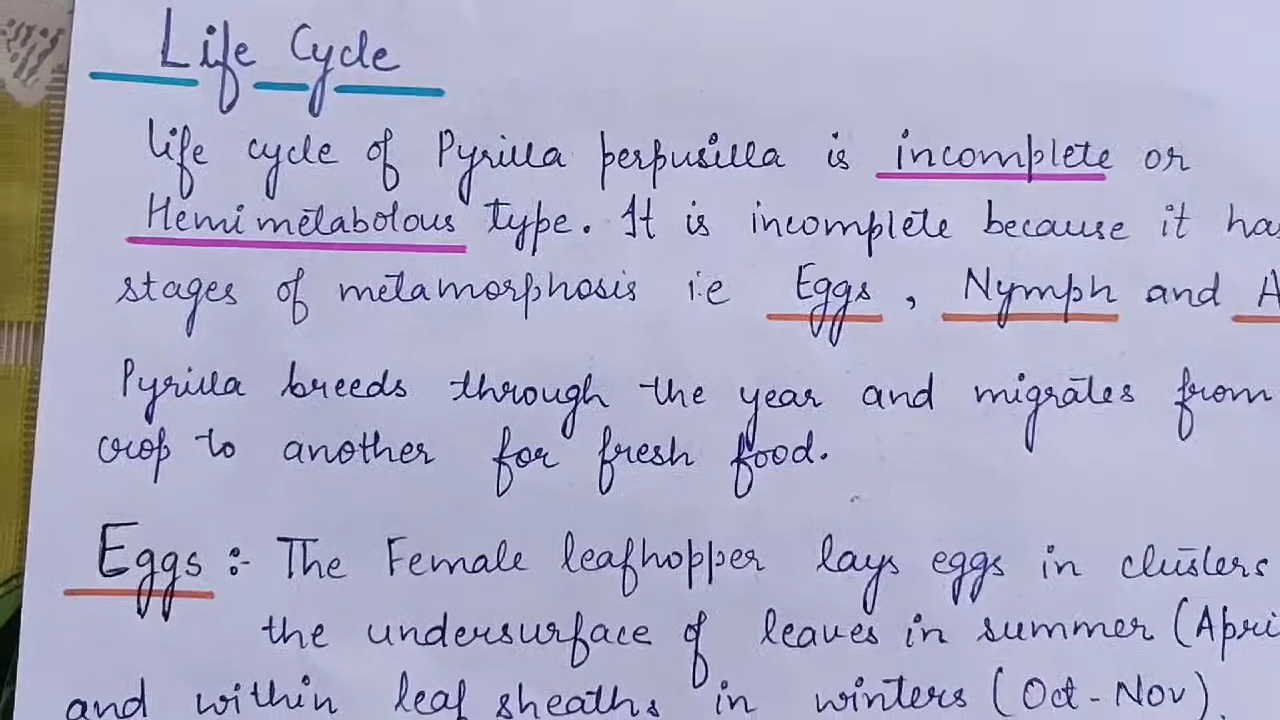 Life Cycle
Life cycle of Pyrilla perpusilla is incomplete or
Hemimetabolous type. It is incomplete because it
stages of metamorphosis i.e Eggs, Nymph and
Pyrilla breeds through the year and migrates from
crop to another for fresh food.
Eggs :- The Female leafhopper lays eggs in clusters
the undersurface of leaves in summer (
and within leaf sheaths in winters (Oct-Nov).